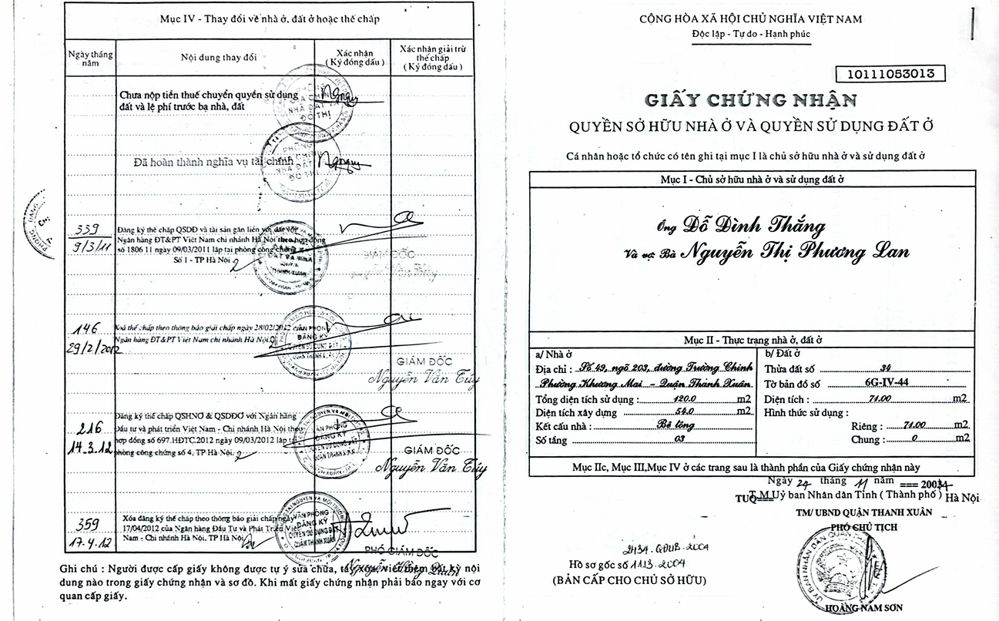 Mục IV - Thay đổi về nhà ở, đất ở hoặc thế chấp
Ngày tháng năm
Nội dung thay đổi
Xác nhận
( Ký đóng dấu)
Xác nhận giải trừ
thế chấp
( Ký đóng dấu)
Chưa nộp tiền thuế chuyển quyền sử dụng
đất và lệ phí trước bạ nhà, đất
Đã hoàn thành nghĩa vụ tài chính
339
9/3/11
Đăng ký thế chấp QSDĐ và tài sản gắn liền với đất với
Ngân hàng ĐT&PT Việt Nam chi nhánh Hà Nội theo hợp đồng
số 1806 11 ngày 09/03/2011 lập tại phòng công chứng
Số 1 - TP Hà Nội
GIÁM ĐỐC
146
29/2/2012
Xoá thế chấp theo thông báo giải chấp ngày 28/02/2012 của
Ngân hàng ĐT&PT Việt Nam chi nhánh Hà Nội
GIÁM ĐỐC
Nguyễn Văn Túy
216
14.3.12
Đăng ký thế chấp QSHNƠ & QSDĐƠ với Ngân hàng
Đầu tư và phát triển Việt Nam - Chi nhánh Hà Nội theo
hợp đồng số 697.HĐTC.2012 ngày 09/03/2012 lập tại
phòng công chứng số 4, TP Hà Nội.
GIÁM ĐỐC
Nguyễn Văn Túy
359
17.4.12
Xóa đăng ký thế chấp theo thông báo giải chấp ngày
17/04/2012 của Ngân hàng Đầu Tư và Phát Triển Việt
Nam - Chi nhánh Hà Nội, TP Hà Nội
PHÓ GIÁM ĐỐC
Ghi chú : Người được cấp giấy không được tự ý sửa chữa, tẩy xóa, viết thêm bất kỳ nội
dung nào trong giấy chứng nhận và sơ đồ. Khi mất giấy chứng nhận phải báo ngay với cơ
quan cấp giấy.
CỘNG HÒA XÃ HỘI CHỦ NGHĨA VIỆT NAM
Độc lập - Tự do - Hạnh phúc
10111053013
GIẤY CHỨNG NHẬN
QUYỀN SỞ HỮU NHÀ Ở VÀ QUYỀN SỬ DỤNG ĐẤT Ở
Cá nhân hoặc tổ chức có tên ghi tại mục I là chủ sở hữu nhà ở và sử dụng đất ở
Mục I - Chủ sở hữu nhà ở và sử dụng đất ở
Ông Đỗ Đình Thắng
Và vợ: Bà Nguyễn Thị Phương Lan
Mục II - Thực trạng nhà ở, đất ở
a/ Nhà ở
Địa chỉ : Số 49, ngõ 203, đường Trường Chinh
Phường Khương Mai - Quận Thanh Xuân
Tổng diện tích sử dụng : 120.0 m2
Diện tích xây dựng 54.0 m2
Kết cấu nhà : Bê tông
Số tầng 03
b/ Đất ở
Thửa đất số 34
Tờ bản đồ số 6G-IV-44
Diện tích : 71.00 m2
Hình thức sử dụng :
Riêng : 71.00 m2
Chung : 0 m2
Mục IIc, Mục III,Mục IV ở các trang sau là thành phần của Giấy chứng nhận này
Ngày 24 tháng 11 năm 2004
TUQ T.M Uỷ ban Nhân dân Tỉnh ( Thành phố ) Hà Nội
TM/ UBND QUẬN THANH XUÂN
PHÓ CHỦ TỊCH
2434.QĐUB.2004
Hồ sơ gốc số 1113.2004
(BẢN CẤP CHO CHỦ SỞ HỮU)
HOÀNG NAM SƠN